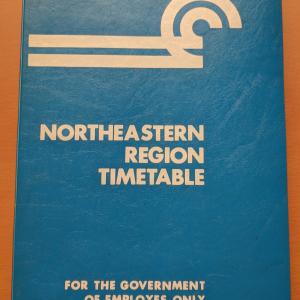 NORTHEASTERN
REGION
TIMETABLE
FOR THE GOVERNMENT
OF EMPLOYES ONLY